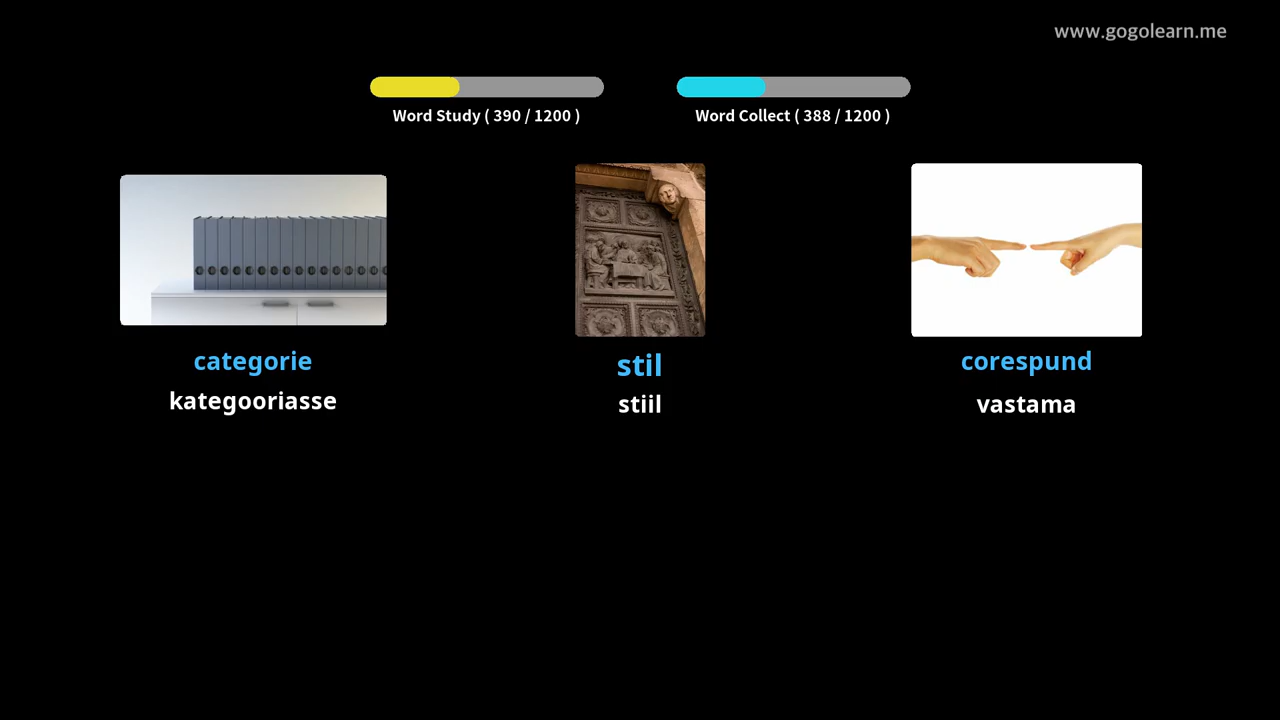 www.gogolearn.me
Word Study ( 390 / 1200 )
Word Collect ( 388 / 1200 )
categorie
kategooriasse
stil
stiil
corespund
vastama